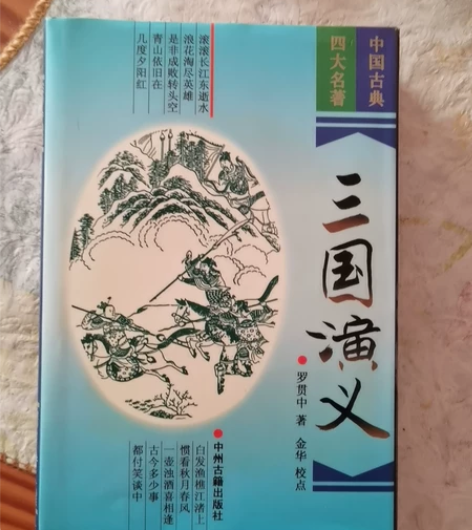 中国古典
四大名著
三国演义
罗贯中 著 金华 校点
滚滚长江东逝水
浪花淘尽英雄
是非成败转头空
青山依旧在
几度夕阳红
中州古籍出版社
白发渔樵江渚上
惯看秋月春风
一壶浊酒喜相逢
古今多少事
都付笑谈中